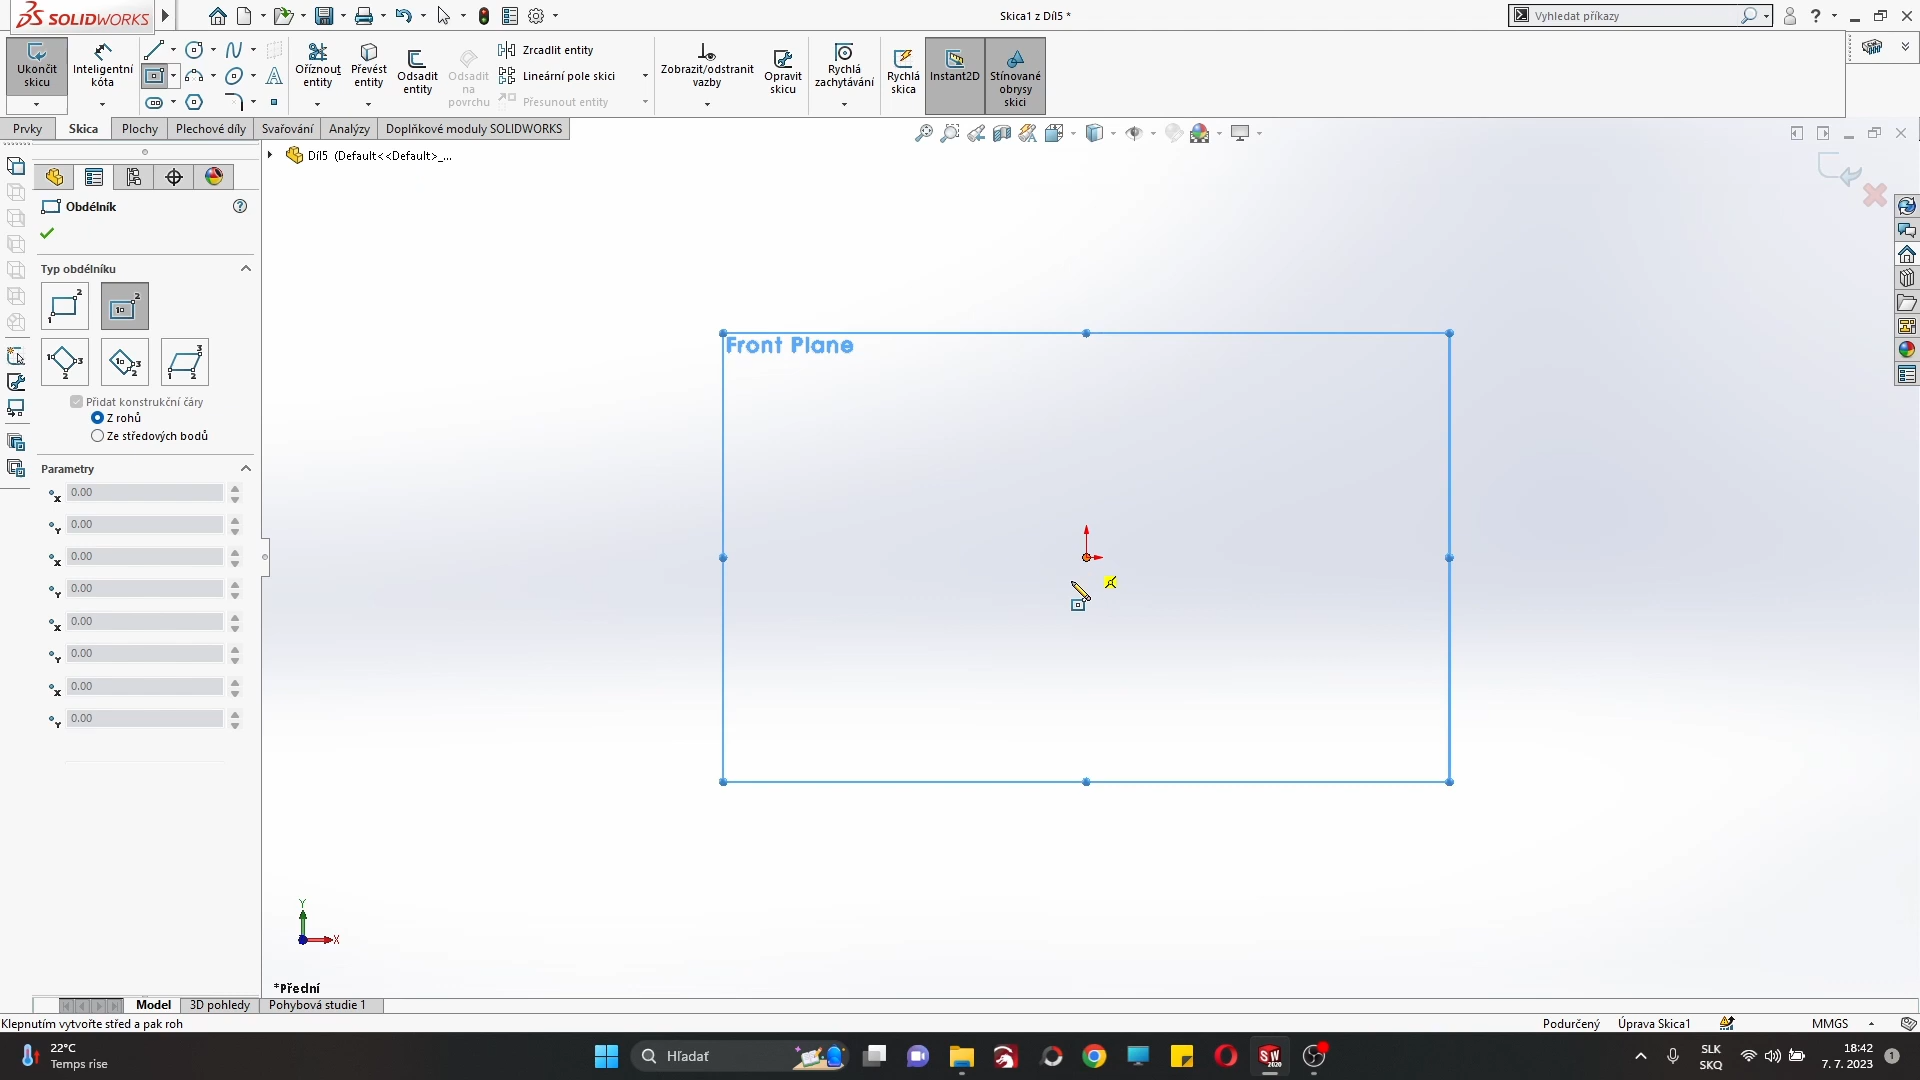 SOLIDWORKS
Skica1 z Díl5 *
Vyhledat příkazy
Ukončit skicu
Inteligentní kóta
Oříznout entity
Převést entity
Odsadit entity
Odsadit na povrchu
Zrcadlit entity
Lineární pole skici
Přesunout entity
Zobrazit/odstranit vazby
Opravit skicu
Rychlá zachytávání
Rychlá skica
Instant2D
Stínované obrysy skici
Prvky
Skica
Plochy
Plechové díly
Svařování
Analýzy
Doplňkové moduly SOLIDWORKS
Díl5 (Default<<Default>_...
Obdélník
Typ obdélníku
Přidat konstrukční čáry
Z rohů
Ze středových bodů
Parametry
x 0.00
Y 0.00
x 0.00
Y 0.00
x 0.00
Y 0.00
x 0.00
Y 0.00
Front Plane
Y
X
*Přední
Model
3D pohledy
Pohybová studie 1
Klepnutím vytvořte střed a pak roh
Podurčený
Úprava Skica1
MMGS
22°C
Temps rise
Hľadať
SW
2020
SLK
SKQ
18:42
7. 7. 2023
1